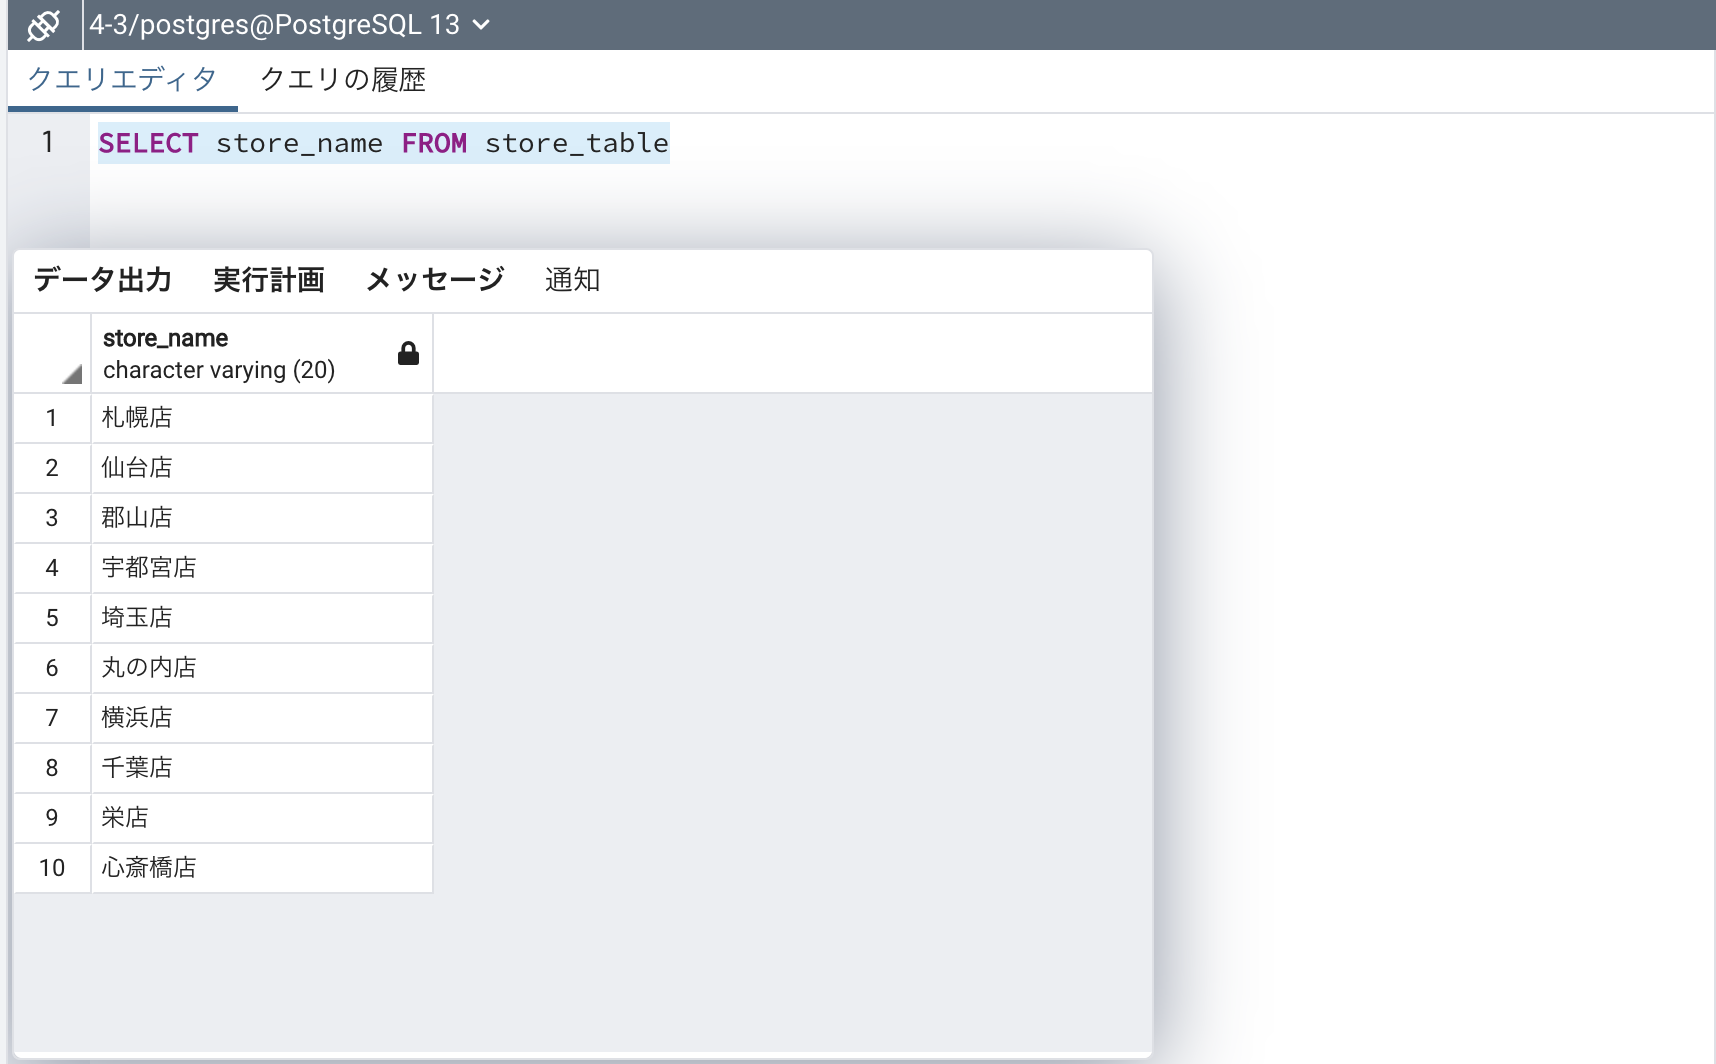 4-3/postgres@PostgreSQL 13
クエリエディタ クエリの履歴
1 SELECT store_name FROM store_table
データ出力 実行計画 メッセージ 通知
store_name
character varying (20)
1 札幌店
2 仙台店
3 郡山店
4 宇都宮店
5 埼玉店
6 丸の内店
7 横浜店
8 千葉店
9 栄店
10 心斎橋店